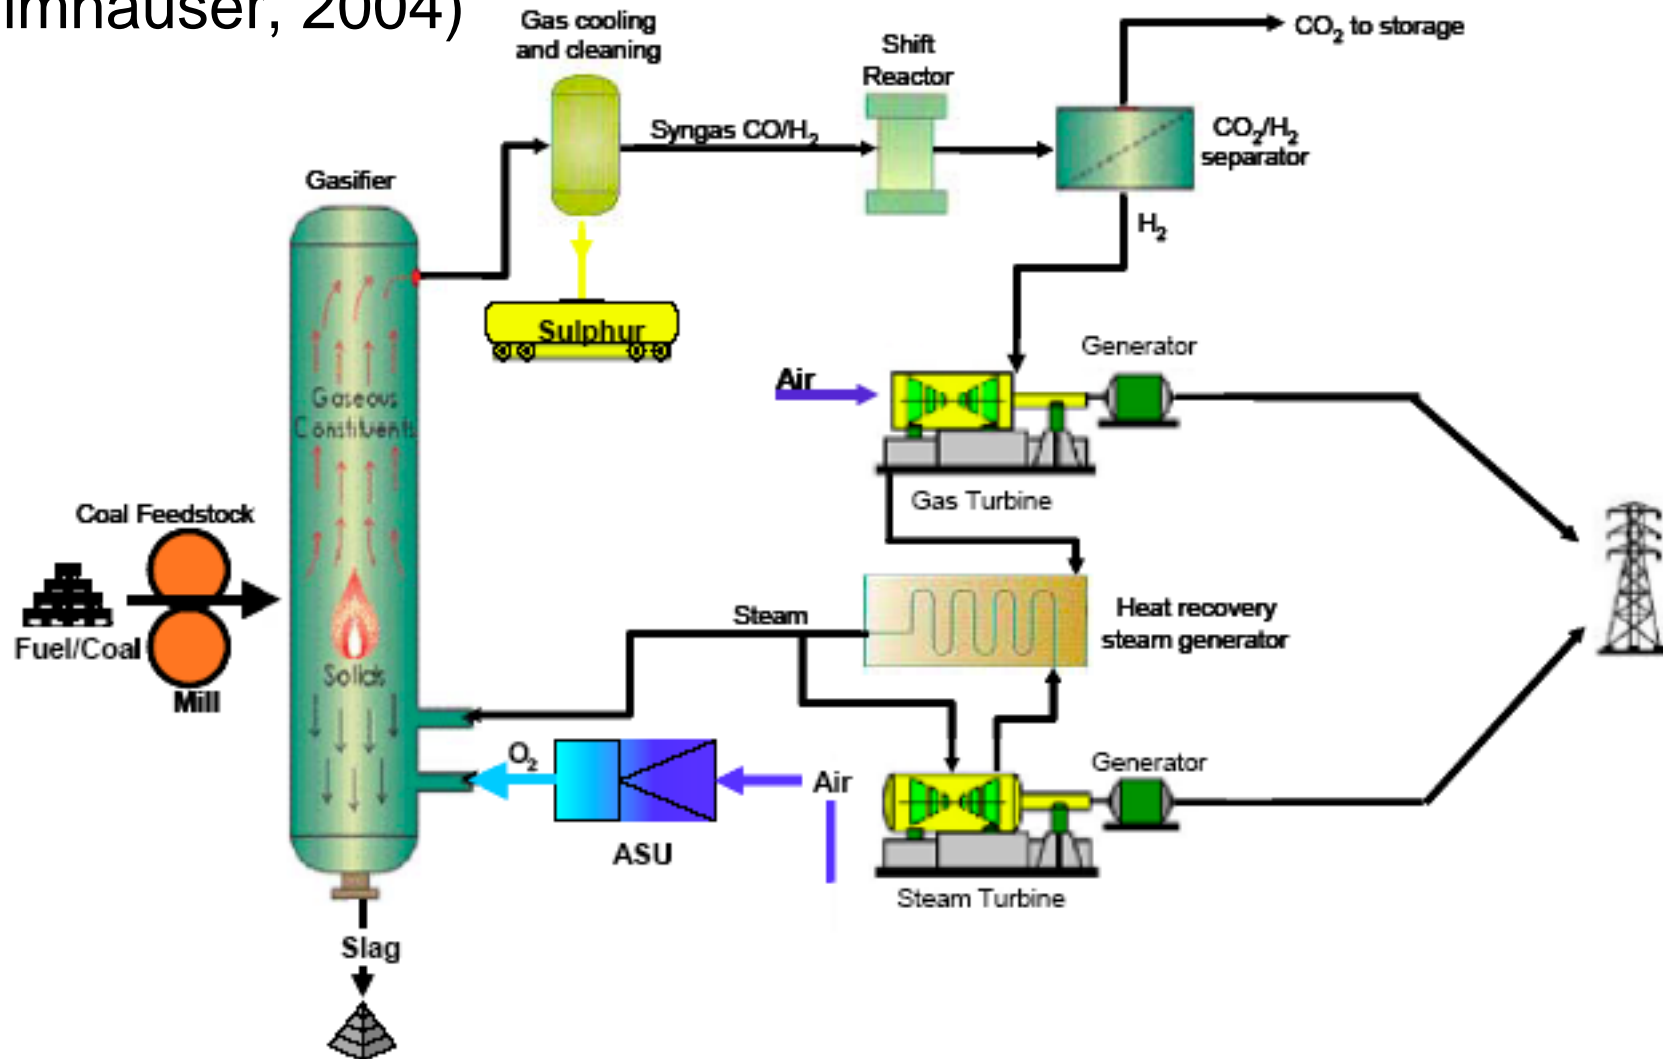 imhauser, 2004)
Gas cooling
and cleaning
Shift
Reactor
CO₂ to storage
Syngas CO/H₂
CO₂/H₂
separator
Gasifier
H₂
Sulphur
Generator
Air
Gaseous
Constituents
Gas Turbine
Coal Feedstock
Fuel/Coal
Mill
Steam
Heat recovery
steam generator
Solids
O₂
Air
Generator
ASU
Steam Turbine
Slag